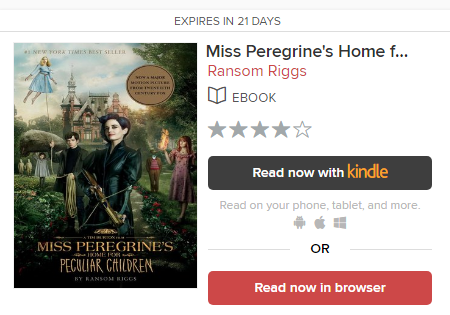 EXPIRES IN 21 DAYS
#1 NEW YORK TIMES BEST SELLER
NOW A MAJOR
MOTION PICTURE
FROM TWENTIETH
CENTURY FOX
MISS PEREGRINE'S
HOME FOR
PECULIAR CHILDREN
BY RANSOM RIGGS
Miss Peregrine's Home f...
Ransom Riggs
EBOOK
Read now with kindle
Read on your phone, tablet, and more.
OR
Read now in browser